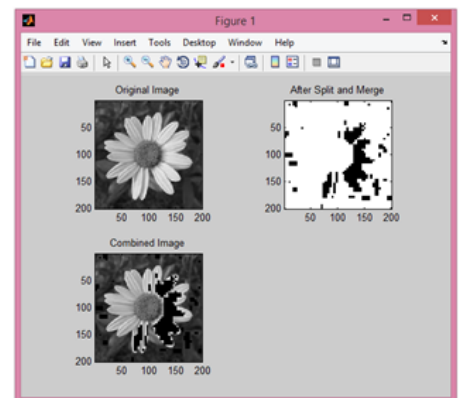 Figure 1
File Edit View Insert Tools Desktop Window Help
Original Image
50
100
150
200
50 100 150 200
After Split and Merge
50
100
150
200
50 100 150 200
Combined Image
50
100
150
200
50 100 150 200